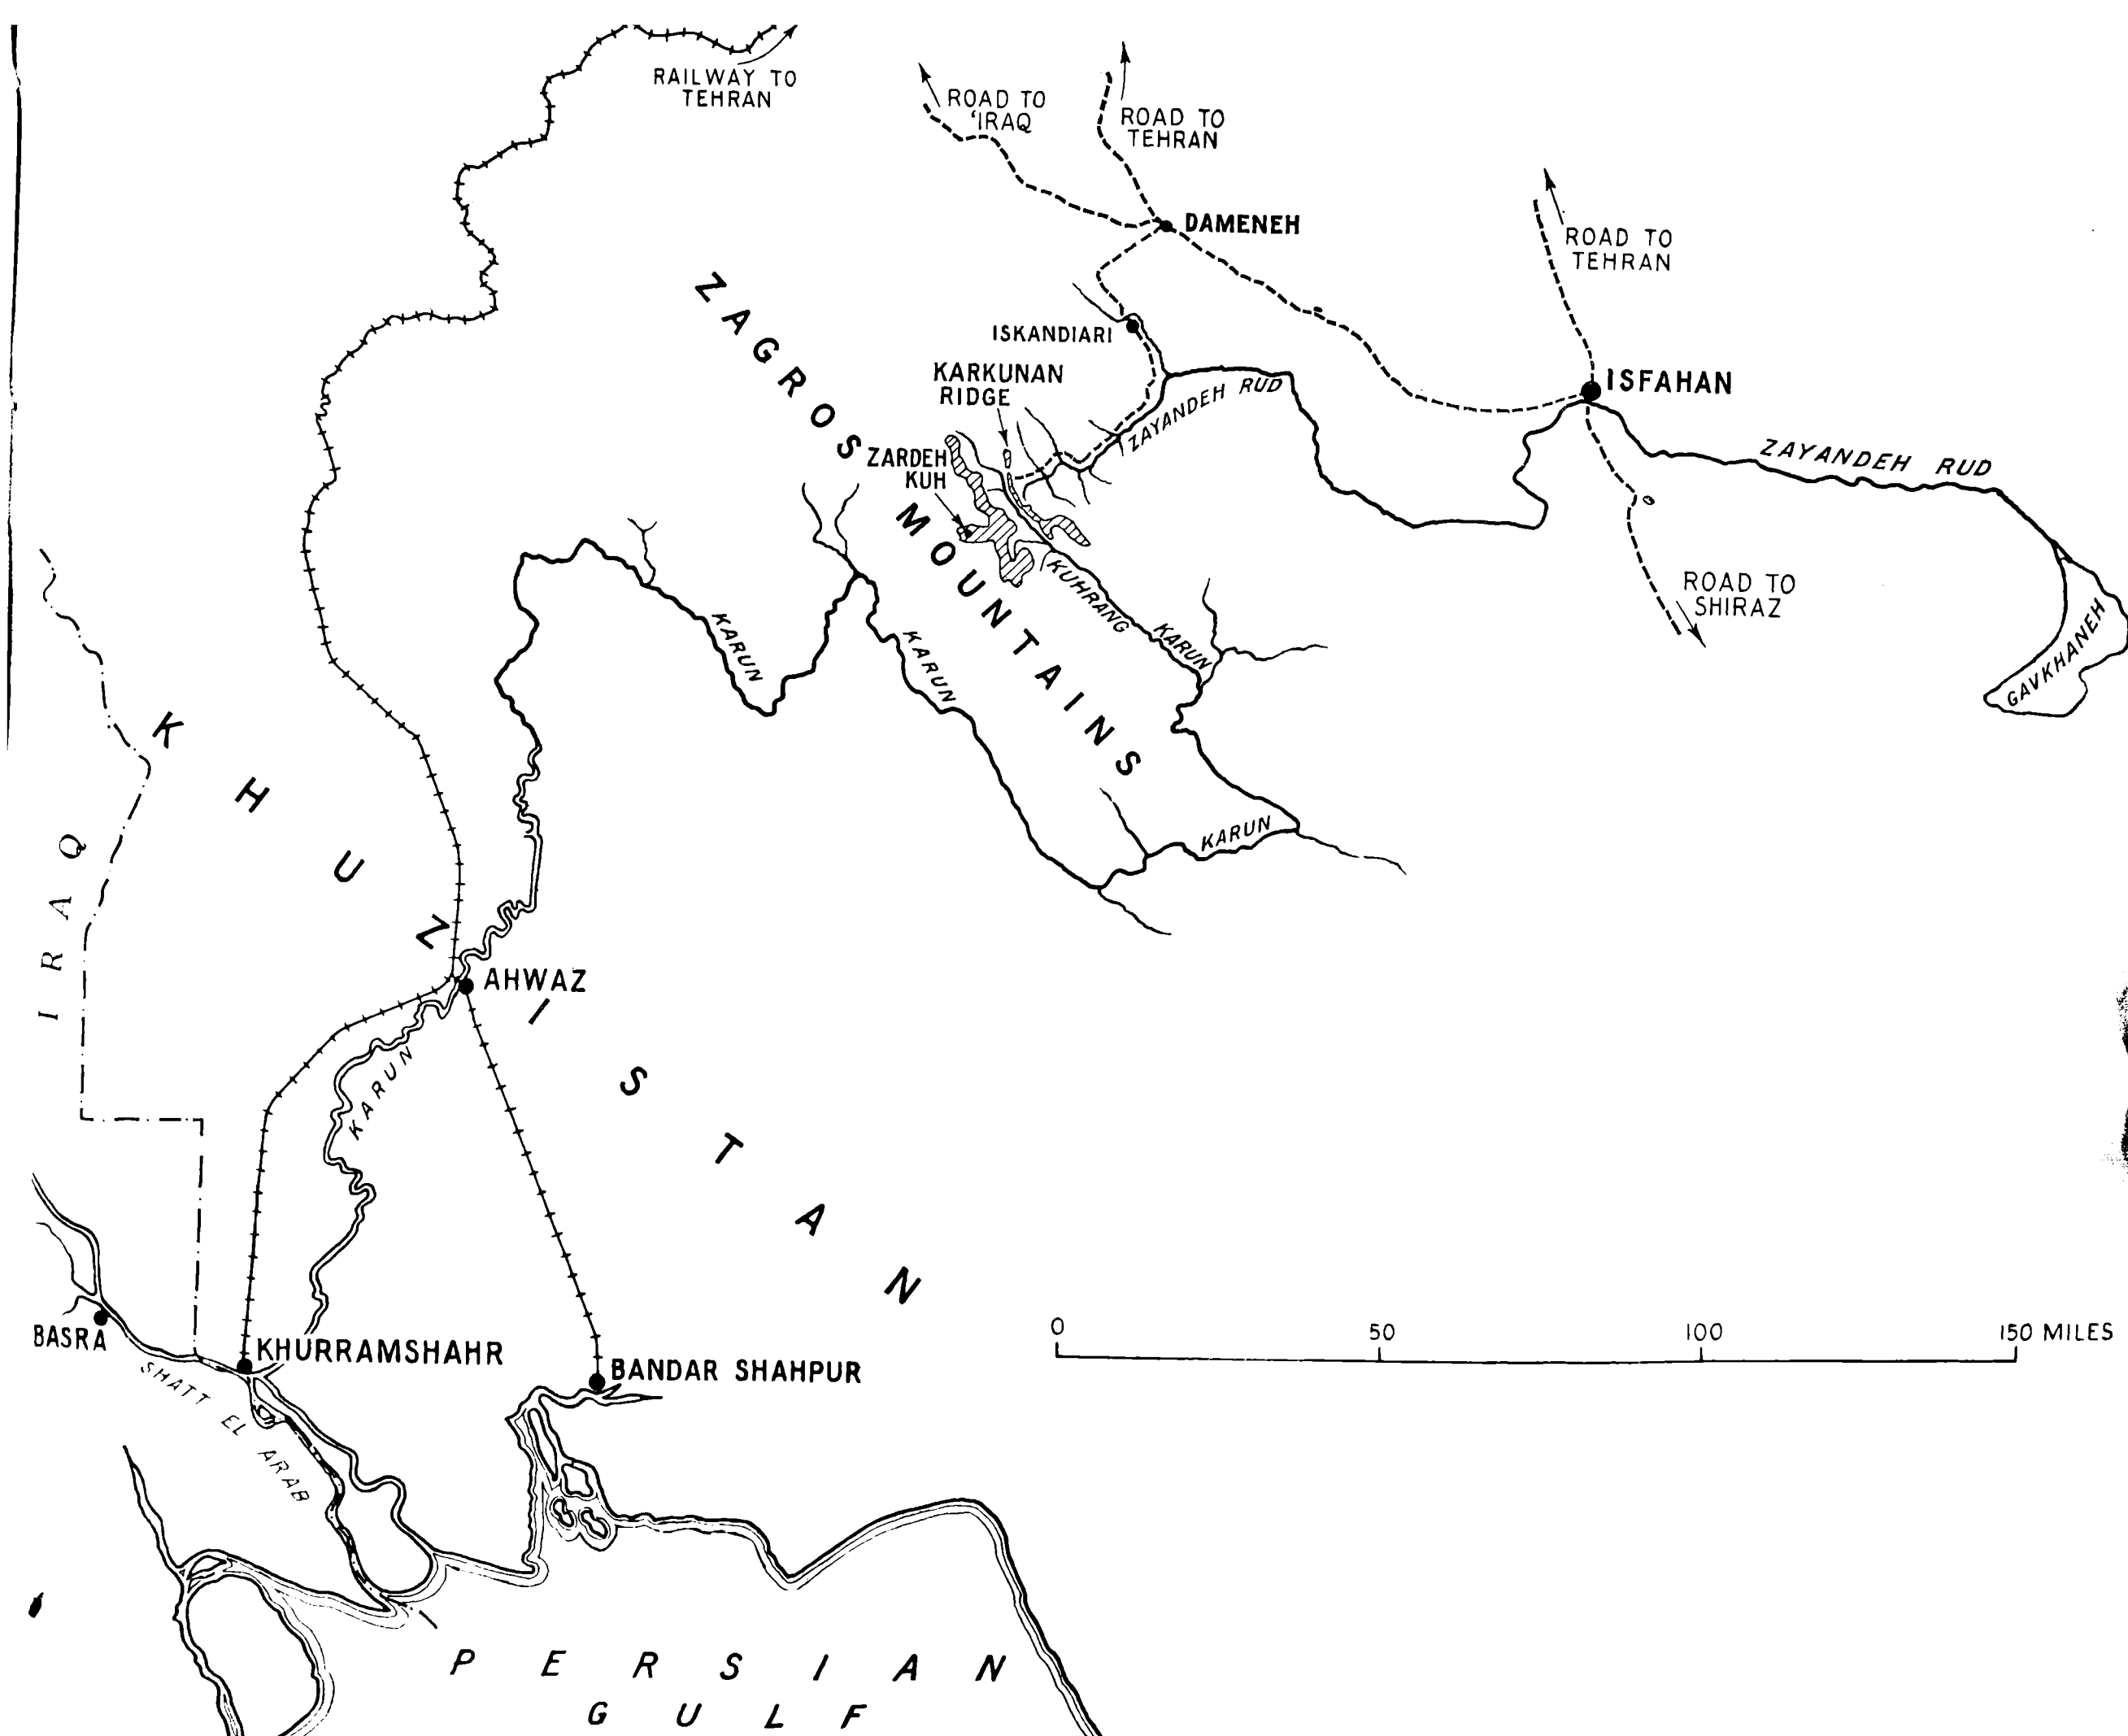 RAILWAY TO
TEHRAN
ROAD TO
'IRAQ
ROAD TO
TEHRAN
DAMENEH
ROAD TO
TEHRAN
ISKANDIARI
KARKUNAN
RIDGE
ZAYANDEH RUD
ISFAHAN
ZAYANDEH RUD
ZARDEH
KUH
ZAGROS MOUNTAINS
ROAD TO
SHIRAZ
GAVKHANEH
KUHRANG
KARUN
KARUN
KARUN
KARUN
KHUZISTAN
IRAQ
AHWAZ
KARUN
BASRA
KHURRAMSHAHR
BANDAR SHAHPUR
SHATT EL ARAB
0 50 100 150 MILES
PERSIAN
GULF